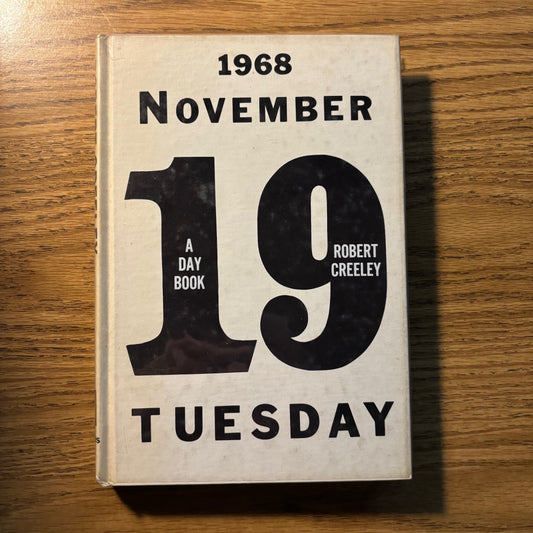 1968
NOVEMBER
19
A
DAY
BOOK
ROBERT
CREELEY
TUESDAY